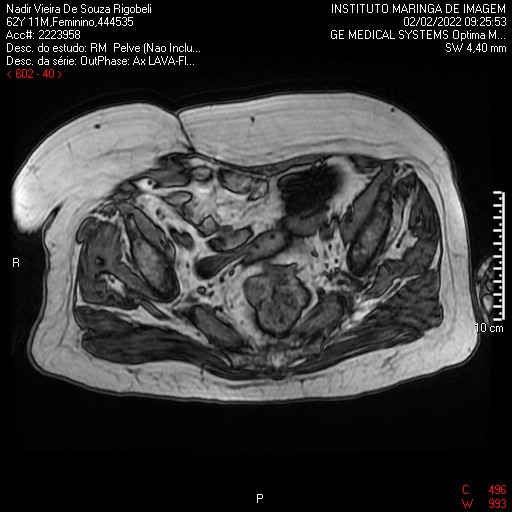 Nadir Vieira De Souza Rigobeli
62Y 11M,Feminino,444535
Acc#: 2223958
Desc. do estudo: RM Pelve (Nao Inclu...
Desc. da série: OutPhase: Ax LAVA-Fl...
< 602 - 40 >
INSTITUTO MARINGA DE IMAGEM
02/02/2022 09:25:53
GE MEDICAL SYSTEMS Optima M...
SW 4,40 mm
R
10 cm
P
C 496
W 993